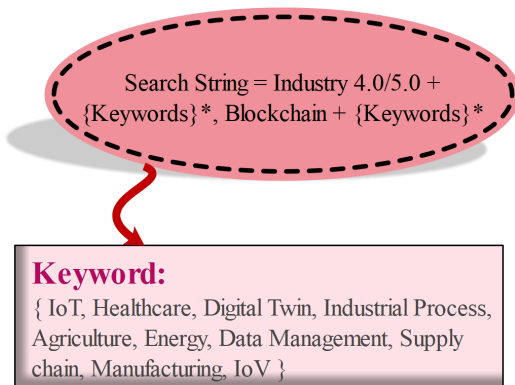 Search String = Industry 4.0/5.0 +
{Keywords}*, Blockchain + {Keywords}*
Keyword:
{ IoT, Healthcare, Digital Twin, Industrial Process,
Agriculture, Energy, Data Management, Supply
chain, Manufacturing, IoV }